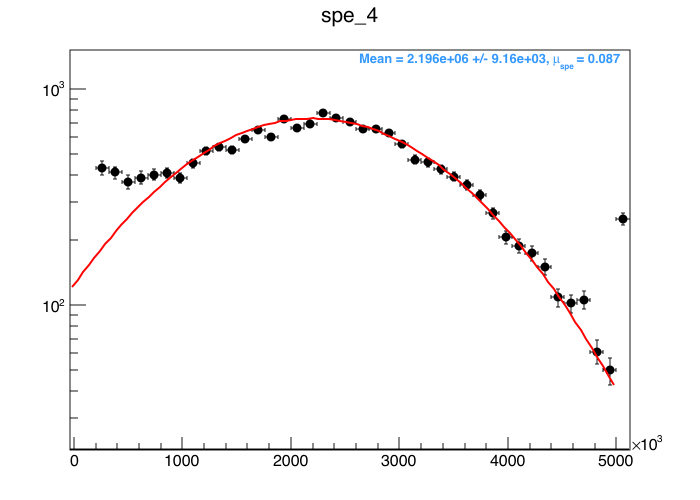 spe_4
Mean = 2.196e+06 +/- 9.16e+03, μspe = 0.087
10³
10²
0 1000 2000 3000 4000 5000 ×10³